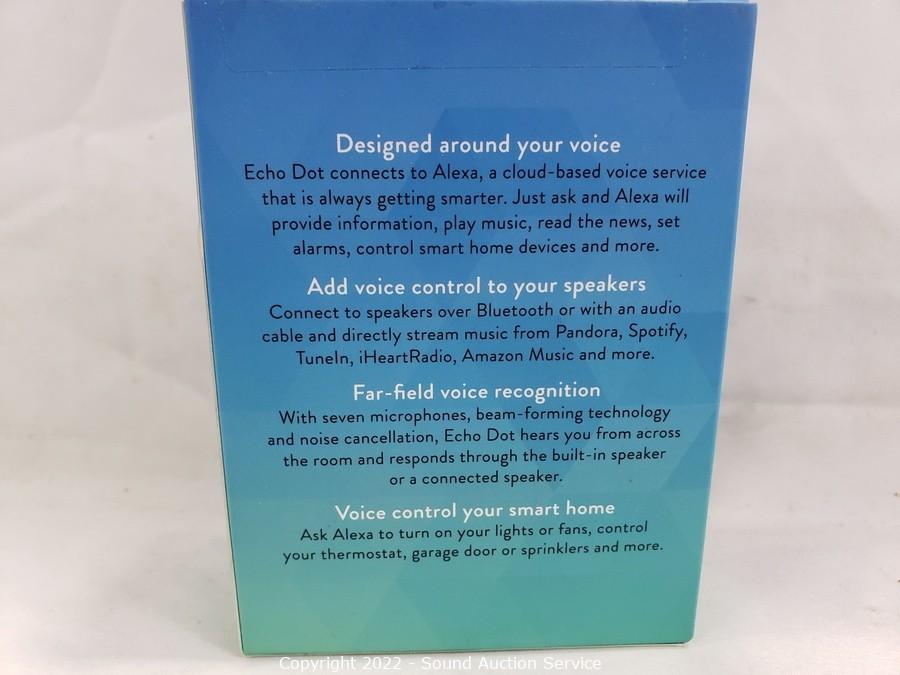 Designed around your voice
Echo Dot connects to Alexa, a cloud-based voice service
that is always getting smarter. Just ask and Alexa will
provide information, play music, read the news, set
alarms, control smart home devices and more.
Add voice control to your speakers
Connect to speakers over Bluetooth or with an audio
cable and directly stream music from Pandora, Spotify,
TuneIn, iHeartRadio, Amazon Music and more.
Far-field voice recognition
With seven microphones, beam-forming technology
and noise cancellation, Echo Dot hears you from across
the room and responds through the built-in speaker
or a connected speaker.
Voice control your smart home
Ask Alexa to turn on your lights or fans, control
your thermostat, garage door or sprinklers and more.
Copyright 2022 - Sound Auction Service